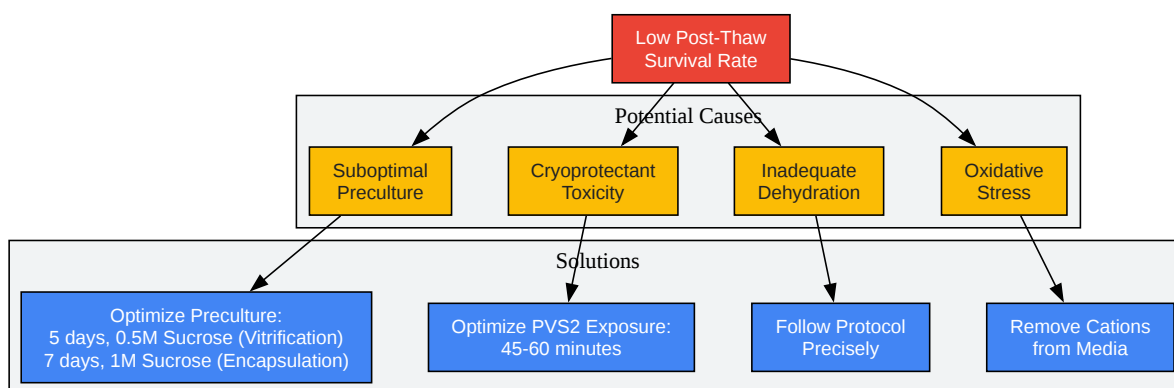 Low Post-Thaw
Survival Rate
Potential Causes
Suboptimal
Preculture
Cryoprotectant
Toxicity
Inadequate
Dehydration
Oxidative
Stress
Solutions
Optimize Preculture:
5 days, 0.5M Sucrose (Vitrification)
7 days, 1M Sucrose (Encapsulation)
Optimize PVS2 Exposure:
45-60 minutes
Follow Protocol
Precisely
Remove Cations
from Media